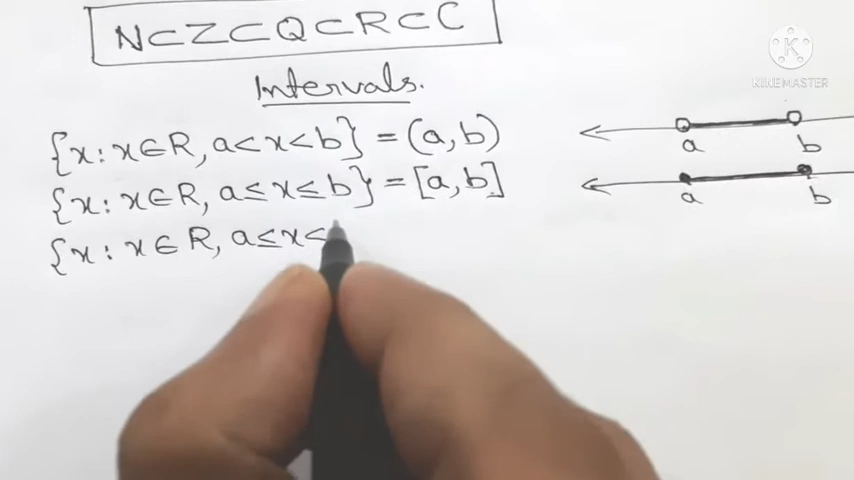 N⊂Z⊂Q⊂R⊂C
Intervals.
{x: x∈R, a<x<b} = (a, b)
{x: x∈R, a≤x≤b} = [a, b]
{x: x∈R, a≤x<
a b
a b
K
KINEMASTER